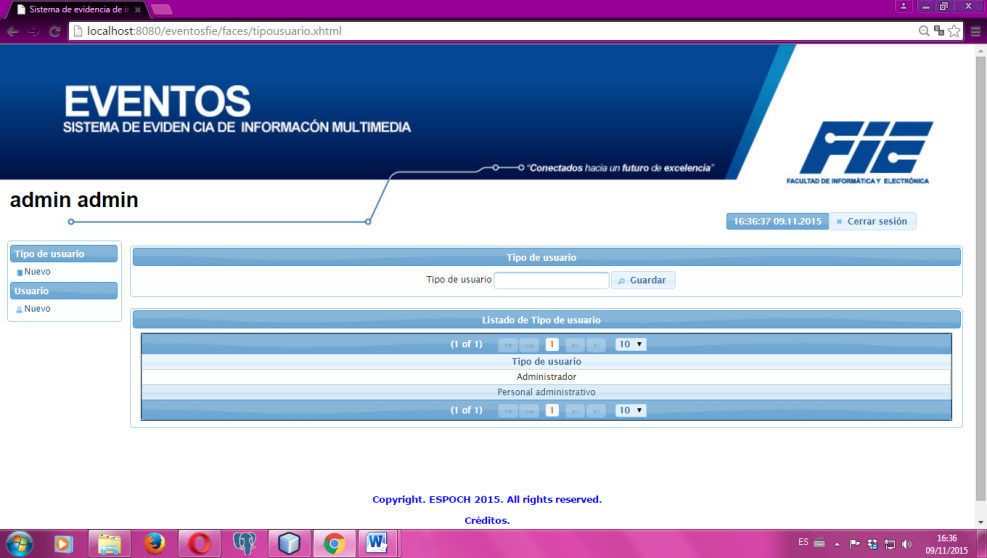 Sistema de evidencia de i
localhost:8080/eventosfie/faces/tipousuario.xhtml
EVENTOS
SISTEMA DE EVIDEN CIA DE INFORMACÓN MULTIMEDIA
"Conectados hacia un futuro de excelencia"
FIE
FACULTAD DE INFORMÁTICA Y ELECTRÓNICA
admin admin
16:36:37 09.11.2015 Cerrar sesión
Tipo de usuario
Nuevo
Usuario
Nuevo
Tipo de usuario
Tipo de usuario Guardar
Listado de Tipo de usuario
(1 of 1) 1 10
Tipo de usuario
Administrador
Personal administrativo
(1 of 1) 1 10
Copyright. ESPOCH 2015. All rights reserved.
Créditos.
ES 16:36
09/11/2015